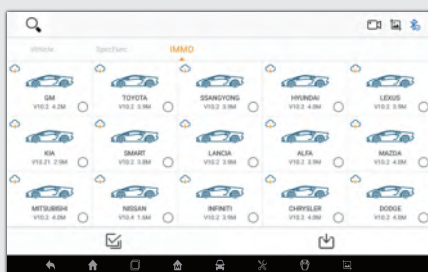 Vehicle SpecFunc IMMO
GM TOYOTA SSANGYONG HYUNDAI LEXUS
V10.2 4.2M V10.2 3.9M V10.2 3.9M V10.2 4.0M V10.2 3.9M
KIA SMART LANCIA ALFA MAZDA
V10.21 2.9M V10.2 3.8M V10.2 3.9M V10.2 3.9M V10.2 4.0M
MITSUBISHI NISSAN INFINITI CHRYSLER DODGE
V10.2 4.0M V10.4 1.6M V10.2 3.9M V10.2 4.0M V10.2 4.0M